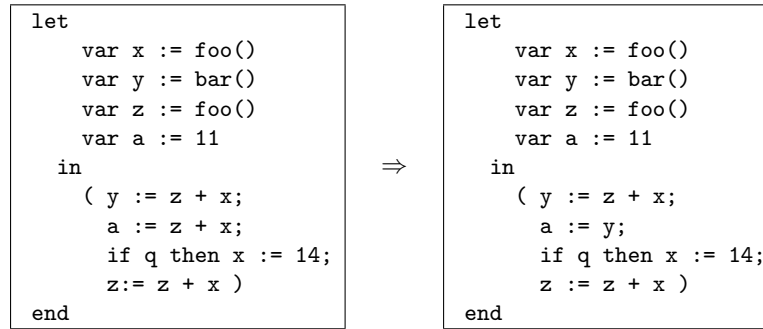 let
var x := foo()
var y := bar()
var z := foo()
var a := 11
in
( y := z + x;
a := z + x;
if q then x := 14;
z:= z + x )
end
⇒
let
var x := foo()
var y := bar()
var z := foo()
var a := 11
in
( y := z + x;
a := y;
if q then x := 14;
z := z + x )
end